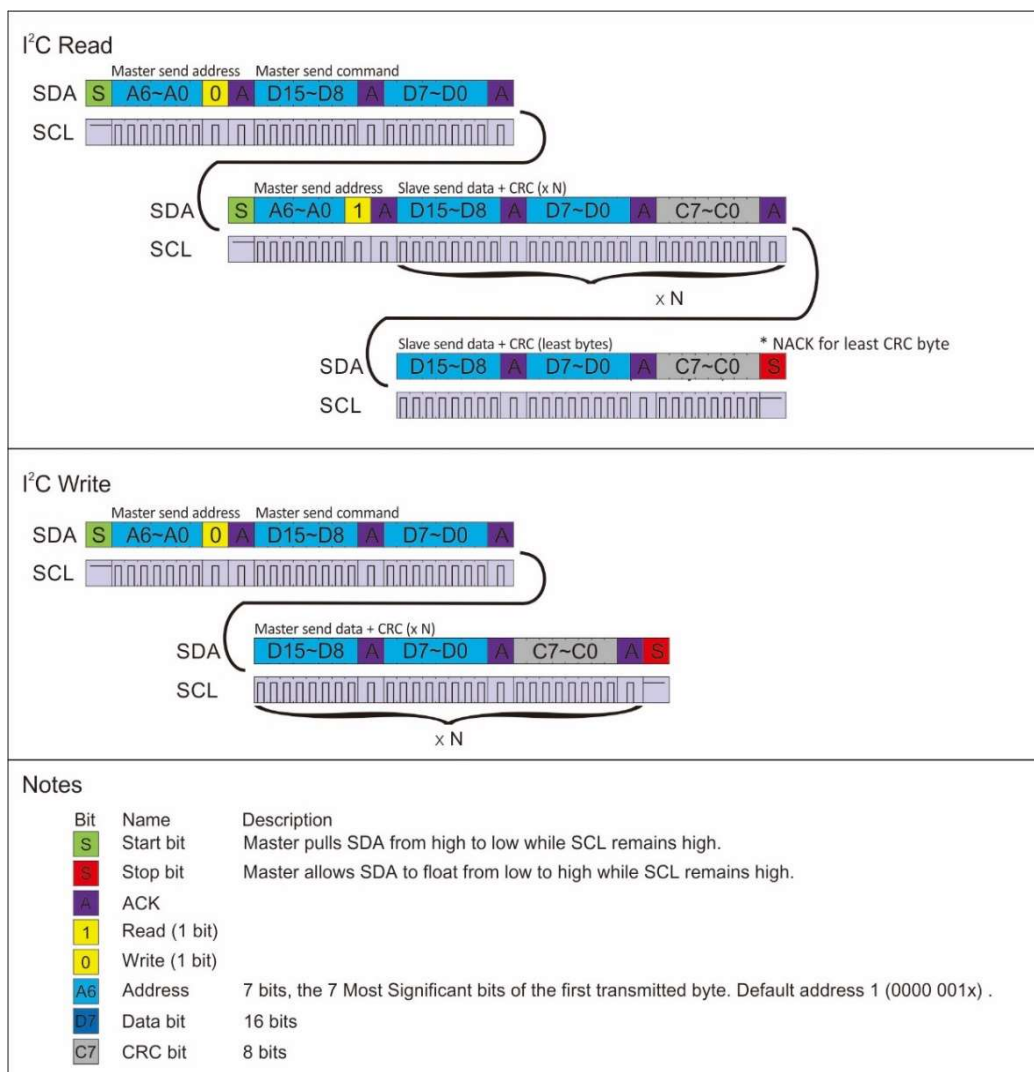 I²C Read
Master send address Master send command
SDA S A6~A0 0 A D15~D8 A D7~D0 A
SCL
Master send address Slave send data + CRC (x N)
SDA S A6~A0 1 A D15~D8 A D7~D0 A C7~C0 A
SCL
x N
Slave send data + CRC (least bytes) * NACK for least CRC byte
SDA D15~D8 A D7~D0 A C7~C0 S
SCL
I²C Write
Master send address Master send command
SDA S A6~A0 0 A D15~D8 A D7~D0 A
SCL
Master send data + CRC (x N)
SDA D15~D8 A D7~D0 A C7~C0 A S
SCL
x N
Notes
Bit Name Description
S Start bit Master pulls SDA from high to low while SCL remains high.
S Stop bit Master allows SDA to float from low to high while SCL remains high.
A ACK
1 Read (1 bit)
0 Write (1 bit)
A6 Address 7 bits, the 7 Most Significant bits of the first transmitted byte. Default address 1 (0000 001x) .
D7 Data bit 16 bits
C7 CRC bit 8 bits